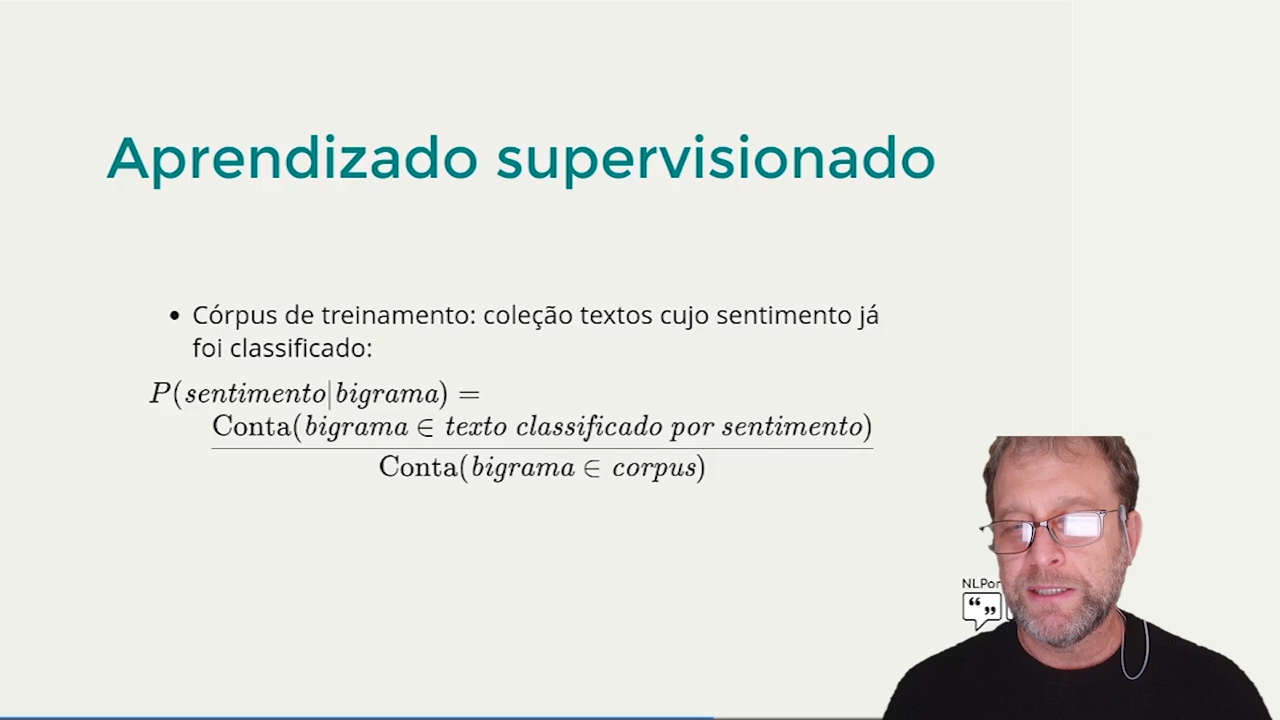 Aprendizado supervisionado
• Córpus de treinamento: coleção textos cujo sentimento já
foi classificado:
P(sentimento|bigrama) =
Conta(bigrama ∈ texto classificado por sentimento)
Conta(bigrama ∈ corpus)